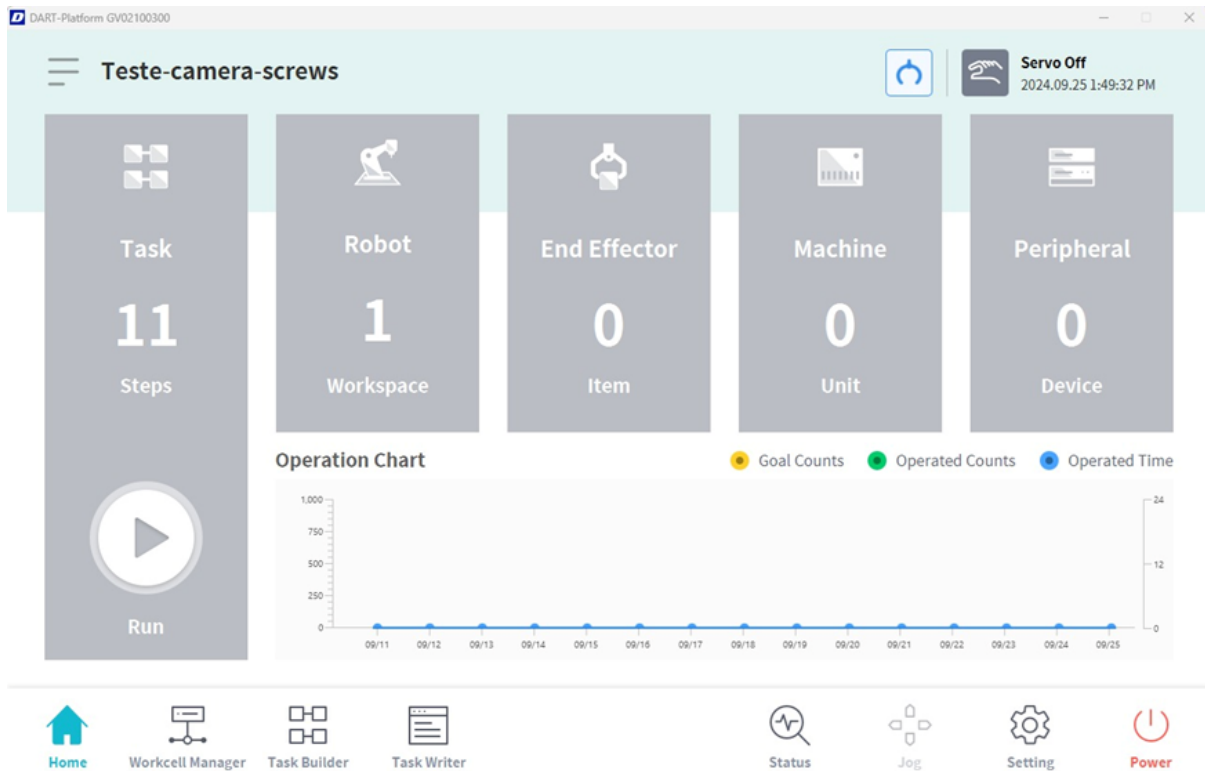 DART-Platform GV02100300
Teste-camera-screws
Servo Off
2024.09.25 1:49:32 PM
Task
11
Steps
Run
Robot
1
Workspace
End Effector
0
Item
Machine
0
Unit
Peripheral
0
Device
Operation Chart
Goal Counts Operated Counts Operated Time
1,000
750
500
250
0
24
12
0
09/11 09/12 09/13 09/14 09/15 09/16 09/17 09/18 09/19 09/20 09/21 09/22 09/23 09/24 09/25
Home Workcell Manager Task Builder Task Writer Status Jog Setting Power